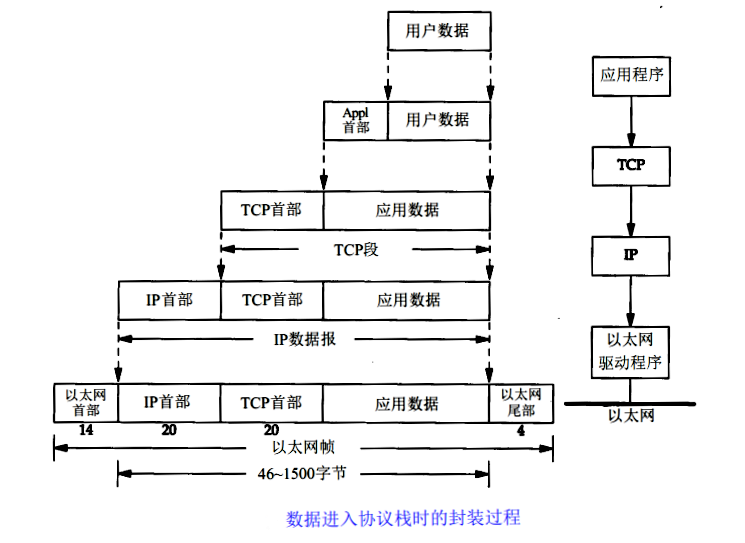 用户数据
应用程序
Appl
首部
用户数据
TCP
TCP首部
应用数据
TCP段
IP
IP首部
TCP首部
应用数据
IP数据报
以太网
驱动程序
以太网
首部
IP首部
TCP首部
应用数据
以太网
尾部
以太网
14
20
20
4
以太网帧
46~1500字节
数据进入协议栈时的封装过程